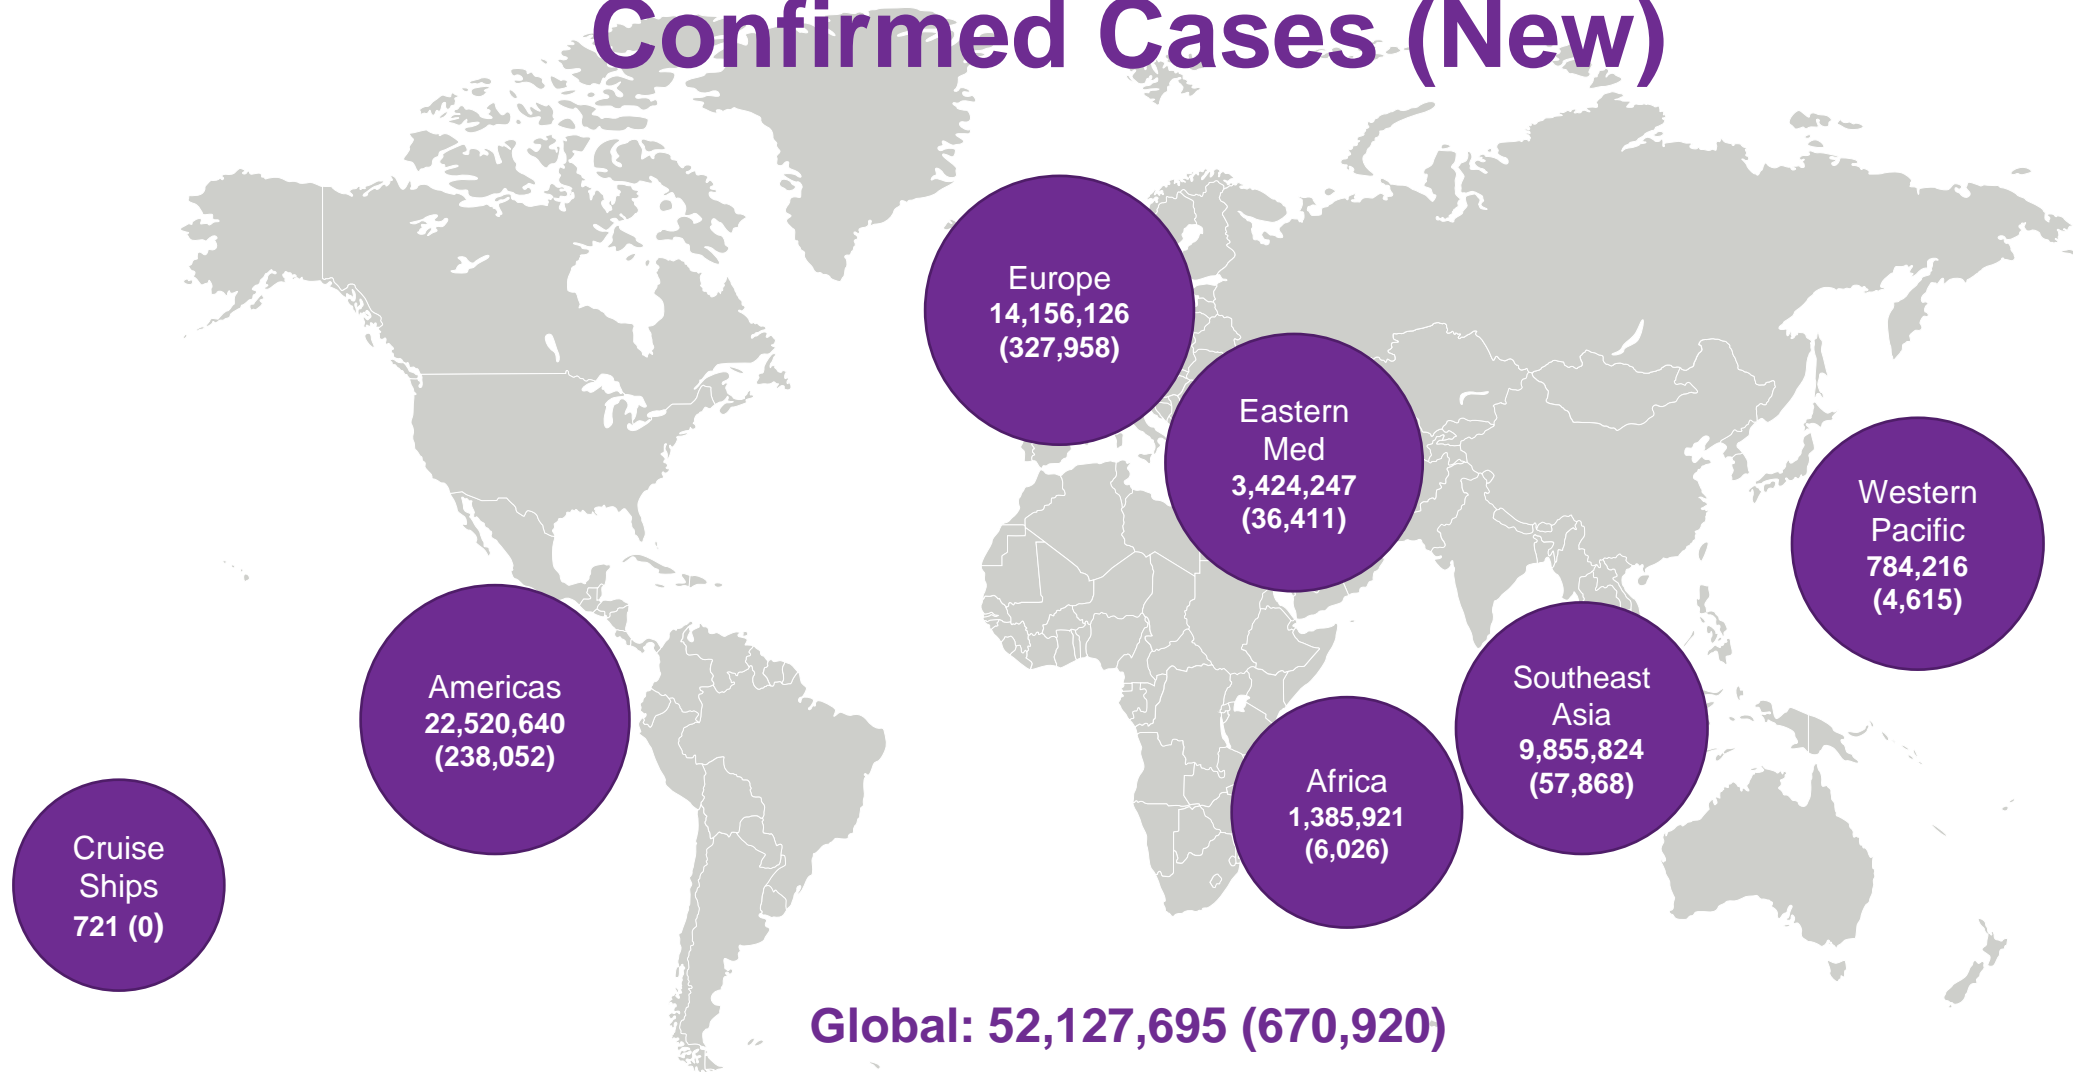 Confirmed Cases (New)
Europe
14,156,126
(327,958)
Eastern
Med
3,424,247
(36,411)
Western
Pacific
784,216
(4,615)
Americas
22,520,640
(238,052)
Southeast
Asia
9,855,824
(57,868)
Africa
1,385,921
(6,026)
Cruise
Ships
721 (0)
Global: 52,127,695 (670,920)